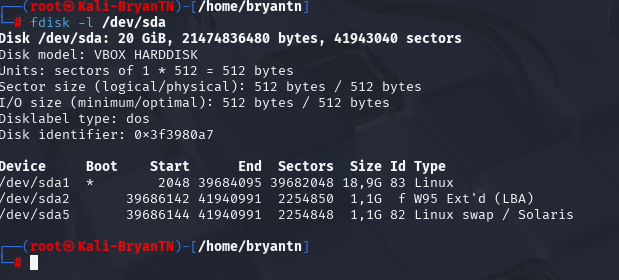 ┌──(root㉿Kali-BryanTN)-[/home/bryantn]
└─# fdisk -l /dev/sda
Disk /dev/sda: 20 GiB, 21474836480 bytes, 41943040 sectors
Disk model: VBOX HARDDISK
Units: sectors of 1 * 512 = 512 bytes
Sector size (logical/physical): 512 bytes / 512 bytes
I/O size (minimum/optimal): 512 bytes / 512 bytes
Disklabel type: dos
Disk identifier: 0x3f3980a7

Device     Boot    Start      End  Sectors  Size Id Type
/dev/sda1  *        2048 39684095 39682048 18,9G 83 Linux
/dev/sda2       39686142 41940991  2254850  1,1G  f W95 Ext'd (LBA)
/dev/sda5       39686144 41940991  2254848  1,1G 82 Linux swap / Solaris

┌──(root㉿Kali-BryanTN)-[/home/bryantn]
└─#